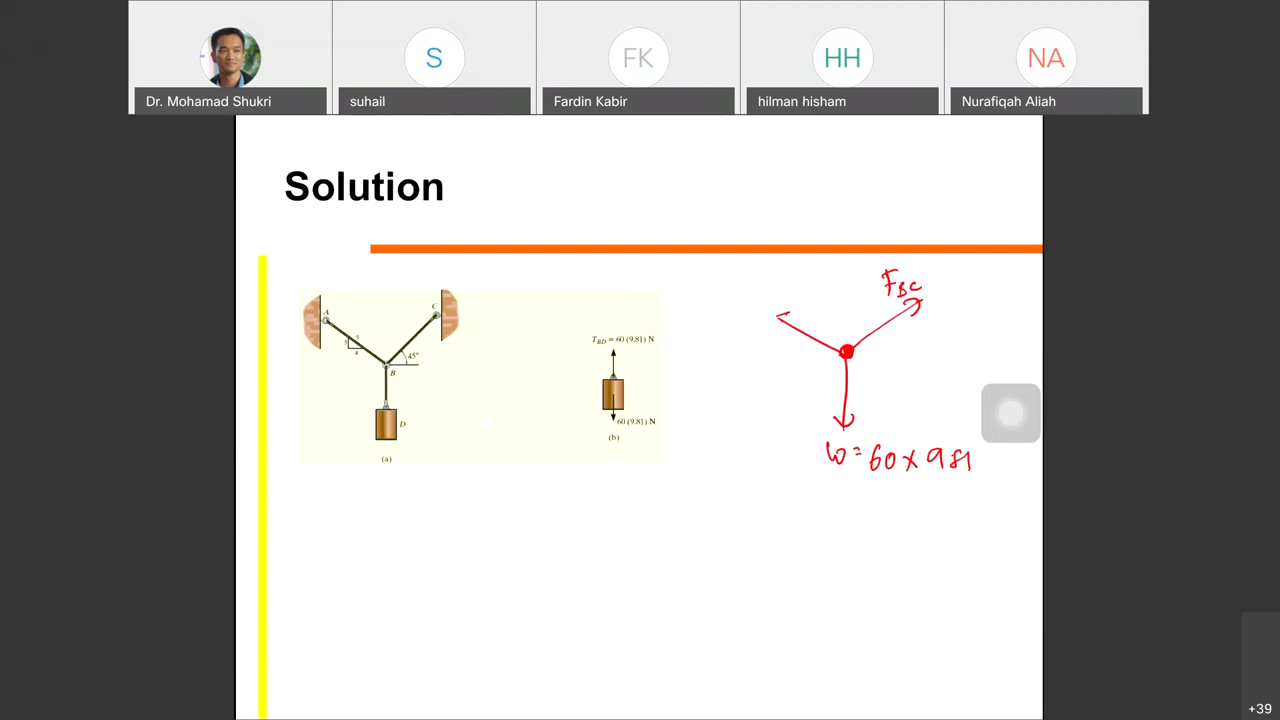 S
FK
HH
NA
Dr. Mohamad Shukri
suhail
Fardin Kabir
hilman hisham
Nurafiqah Aliah
Solution
A
C
5
3
4
45°
B
D
(a)
T_BD = 60 (9.81) N
60 (9.81) N
(b)
F_BC
W = 60 x 9.81
+39